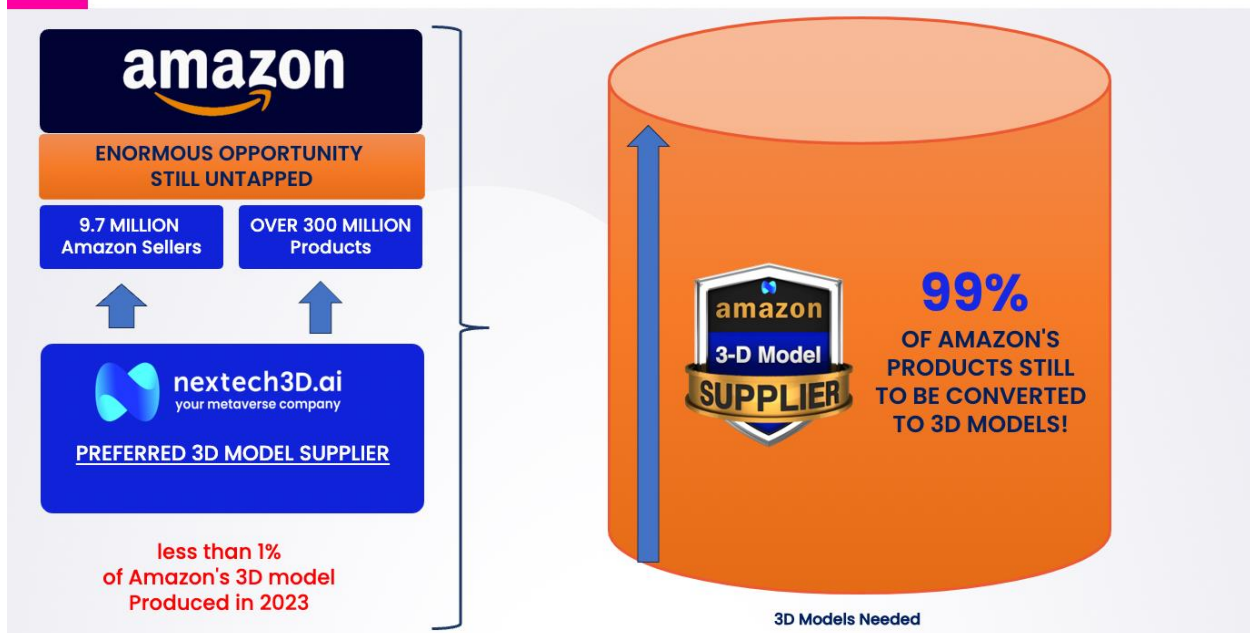 amazon
ENORMOUS OPPORTUNITY
STILL UNTAPPED
9.7 MILLION
Amazon Sellers
OVER 300 MILLION
Products
nextech3D.ai
your metaverse company
PREFERRED 3D MODEL SUPPLIER
less than 1%
of Amazon's 3D model
Produced in 2023
amazon
3-D Model
SUPPLIER
99%
OF AMAZON'S
PRODUCTS STILL
TO BE CONVERTED
TO 3D MODELS!
3D Models Needed